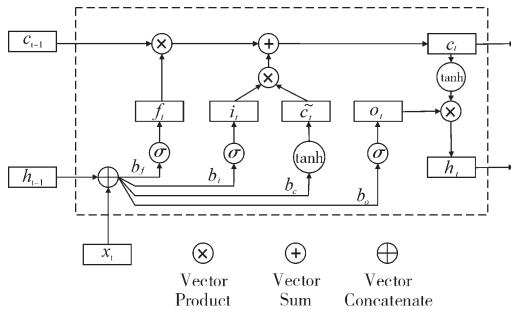 c_{t-1}
×
+
c_t
tanh
×
f_t
i_t
c̃_t
o_t
×
σ
σ
tanh
σ
h_t
b_f
b_i
b_c
b_o
h_{t-1}
x_t
×
+
Vector Product
Vector Sum
Vector Concatenate